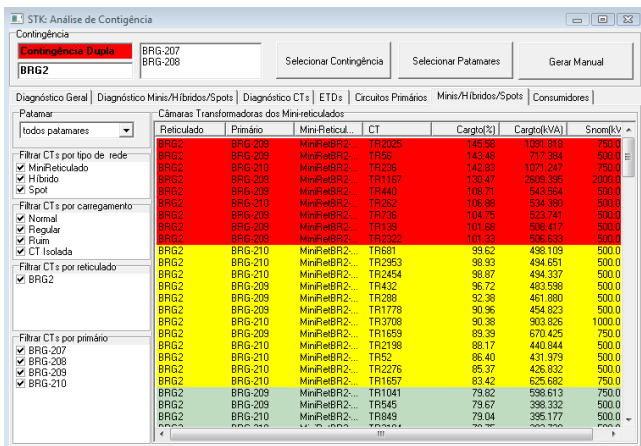 STK: Análise de Contigência
Contingência
Contingência Dupla
BRG2
BRG-207
BRG-208
Selecionar Contingência
Selecionar Patamares
Gerar Manual
Diagnóstico Geral Diagnóstico Minis/Híbridos/Spots Diagnóstico CTs ETDs Circuitos Primários Minis/Híbridos/Spots Consumidores
Patamar
todos patamares
Filtrar CTs por tipo de rede
MiniReticulado
Híbrido
Spot
Filtrar CTs por carregamento
Normal
Regular
Ruim
CT Isolada
Filtrar CTs por reticulado
BRG2
Filtrar CTs por primário
BRG-207
BRG-208
BRG-209
BRG-210
Câmaras Transformadoras dos Mini-reticulados
Reticulado Primário Mini-Reticul... CT Cargto(%) Cargto(kVA) Snom(kV
BRG2 BRG-209 MiniRetBR2-... TR2025 145.58 1091.818 750.0
BRG2 BRG-209 MiniRetBR2-... TR56 143.48 717.384 500.0
BRG2 BRG-210 MiniRetBR2-... TR236 142.83 1071.247 750.0
BRG2 BRG-209 MiniRetBR2-... TR1167 130.47 2609.395 2000.0
BRG2 BRG-209 MiniRetBR2-... TR440 108.71 543.564 500.0
BRG2 BRG-210 MiniRetBR2-... TR262 106.88 534.380 500.0
BRG2 BRG-209 MiniRetBR2-... TR736 104.75 523.741 500.0
BRG2 BRG-209 MiniRetBR2-... TR139 101.68 508.417 500.0
BRG2 BRG-209 MiniRetBR2-... TR2322 101.33 506.633 500.0
BRG2 BRG-210 MiniRetBR2-... TR681 99.62 498.109 500.0
BRG2 BRG-210 MiniRetBR2-... TR2953 98.93 494.651 500.0
BRG2 BRG-210 MiniRetBR2-... TR2454 98.87 494.337 500.0
BRG2 BRG-209 MiniRetBR2-... TR432 96.72 483.598 500.0
BRG2 BRG-209 MiniRetBR2-... TR288 92.38 461.880 500.0
BRG2 BRG-209 MiniRetBR2-... TR1778 90.96 454.823 500.0
BRG2 BRG-210 MiniRetBR2-... TR3708 90.38 903.826 1000.0
BRG2 BRG-209 MiniRetBR2-... TR1659 89.39 670.425 750.0
BRG2 BRG-210 MiniRetBR2-... TR2198 88.17 440.844 500.0
BRG2 BRG-210 MiniRetBR2-... TR52 86.40 431.979 500.0
BRG2 BRG-210 MiniRetBR2-... TR2276 85.37 426.832 500.0
BRG2 BRG-210 MiniRetBR2-... TR1657 83.42 625.682 750.0
BRG2 BRG-209 MiniRetBR2-... TR1041 79.82 598.613 750.0
BRG2 BRG-209 MiniRetBR2-... TR545 79.67 398.332 500.0
BRG2 BRG-210 MiniRetBR2-... TR849 79.04 395.177 500.0